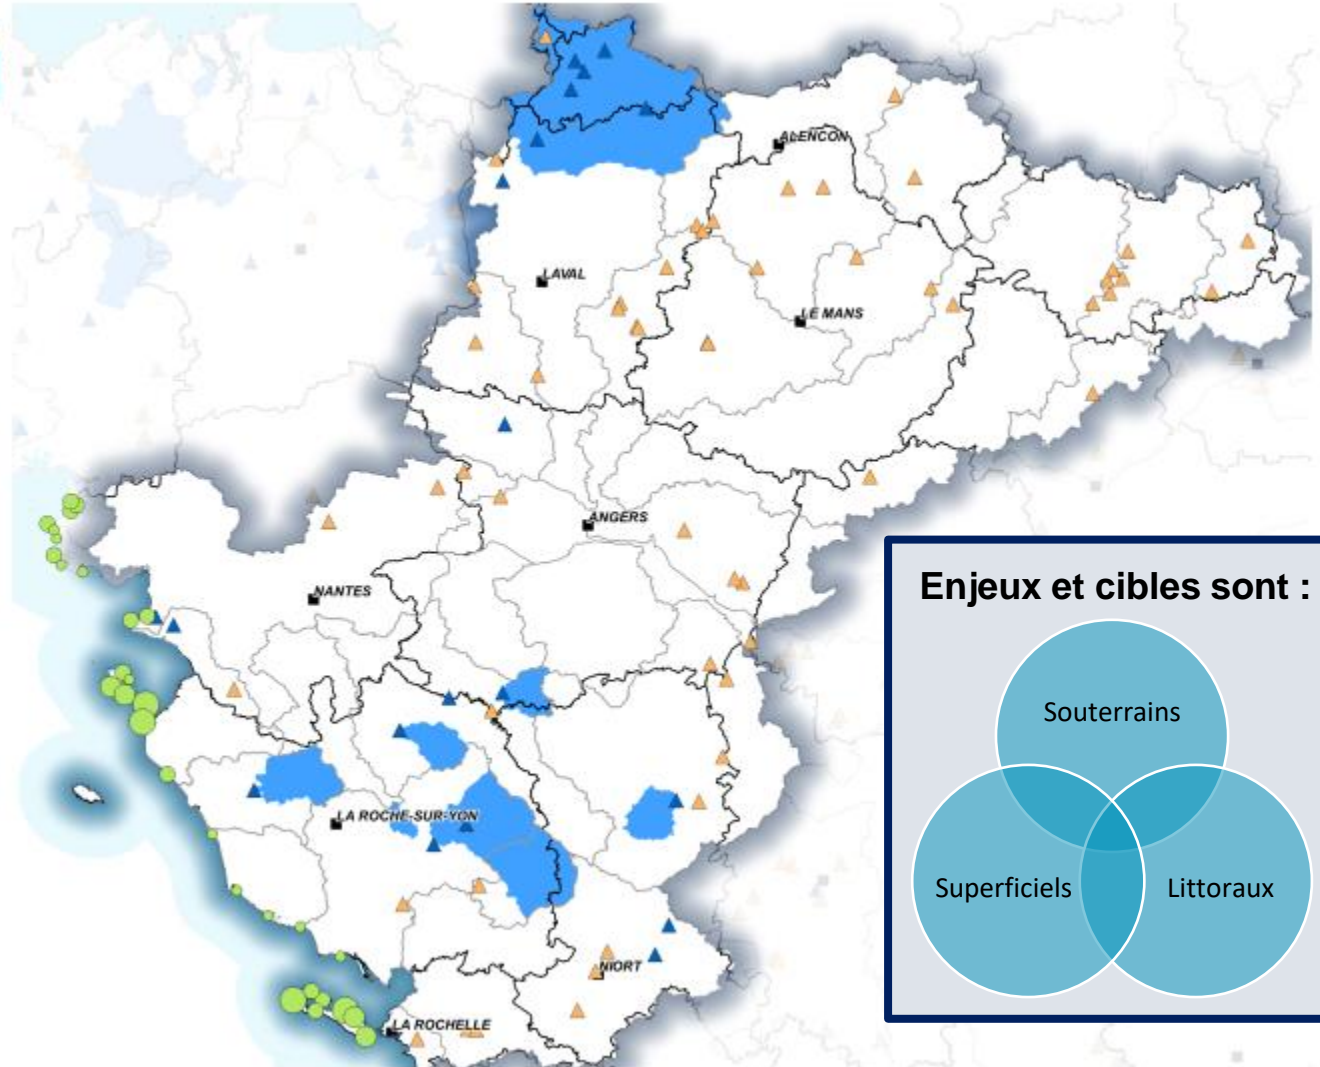 ALENCON
LAVAL
LE MANS
ANGERS
NANTES
LA ROCHE-SUR-YON
NIORT
LA ROCHELLE
Enjeux et cibles sont :
Souterrains
Superficiels
Littoraux